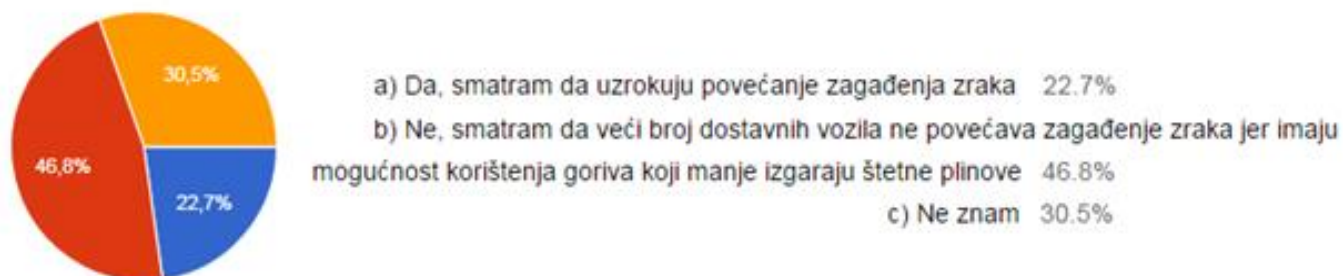 30,5%
46,8%
22,7%
a) Da, smatram da uzrokuju povećanje zagađenja zraka 22.7%
b) Ne, smatram da veći broj dostavnih vozila ne povećava zagađenje zraka jer imaju
mogućnost korištenja goriva koji manje izgaraju štetne plinove 46.8%
c) Ne znam 30.5%